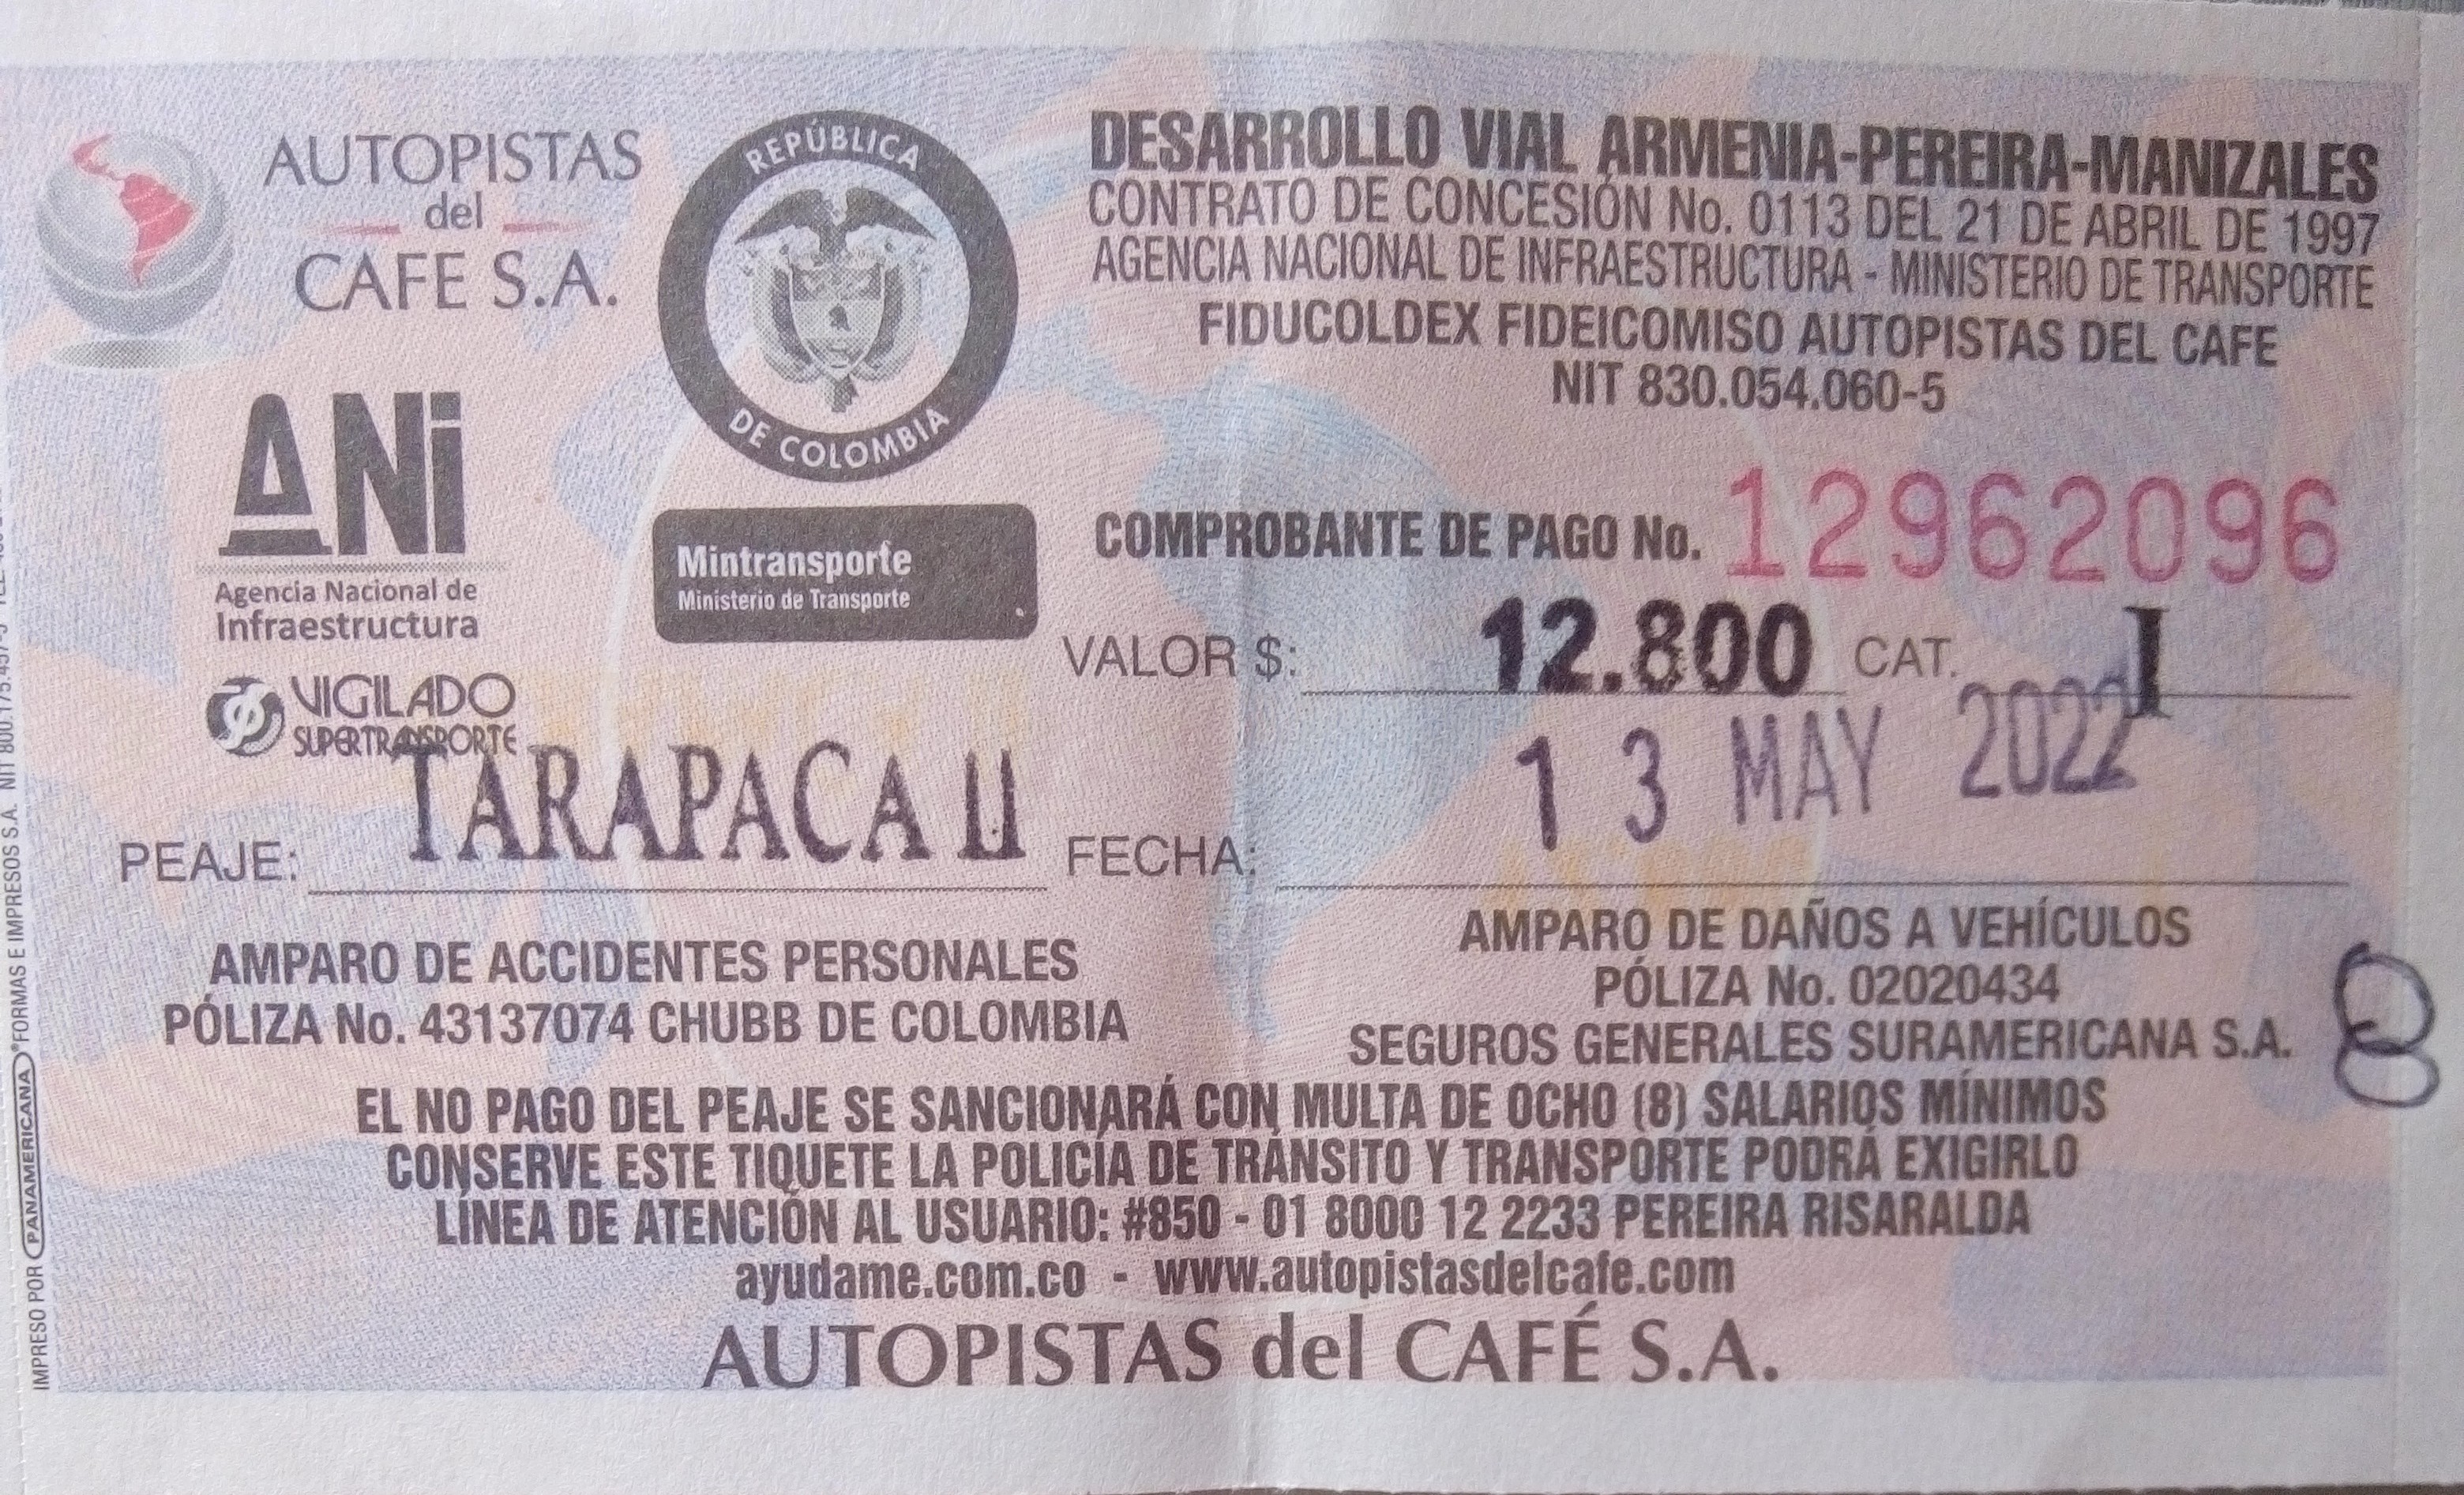 AUTOPISTAS
del
CAFE S.A.
REPÚBLICA
DE COLOMBIA
DESARROLLO VIAL ARMENIA-PEREIRA-MANIZALES
CONTRATO DE CONCESIÓN No. 0113 DEL 21 DE ABRIL DE 1997
AGENCIA NACIONAL DE INFRAESTRUCTURA - MINISTERIO DE TRANSPORTE
FIDUCOLDEX FIDEICOMISO AUTOPISTAS DEL CAFE
NIT 830.054.060-5
ANi
Agencia Nacional de
Infraestructura
Mintransporte
Ministerio de Transporte
COMPROBANTE DE PAGO No. 12962096
VALOR $: 12.800 CAT. I
VIGILADO
SUPERTRANSPORTE
PEAJE: TARAPACA II FECHA: 13 MAY 2022
AMPARO DE ACCIDENTES PERSONALES
PÓLIZA No. 43137074 CHUBB DE COLOMBIA
AMPARO DE DAÑOS A VEHÍCULOS
PÓLIZA No. 02020434
SEGUROS GENERALES SURAMERICANA S.A.
8
EL NO PAGO DEL PEAJE SE SANCIONARÁ CON MULTA DE OCHO (8) SALARIOS MÍNIMOS
CONSERVE ESTE TIQUETE LA POLICÍA DE TRÁNSITO Y TRANSPORTE PODRÁ EXIGIRLO
LÍNEA DE ATENCIÓN AL USUARIO: #850 - 01 8000 12 2233 PEREIRA RISARALDA
ayudame.com.co - www.autopistasdelcafe.com
AUTOPISTAS del CAFÉ S.A.
IMPRESO POR PANAMERICANA FORMAS E IMPRESOS S.A. NIT 800.175.457-5